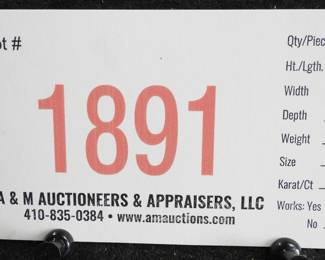 ot #
1891
A & M AUCTIONEERS & APPRAISERS, LLC
410-835-0384 • www.amauctions.com
Qty/Piec
Ht./Lgth.
Width
Depth
Weight
Size
Karat/Ct
Works: Yes
No